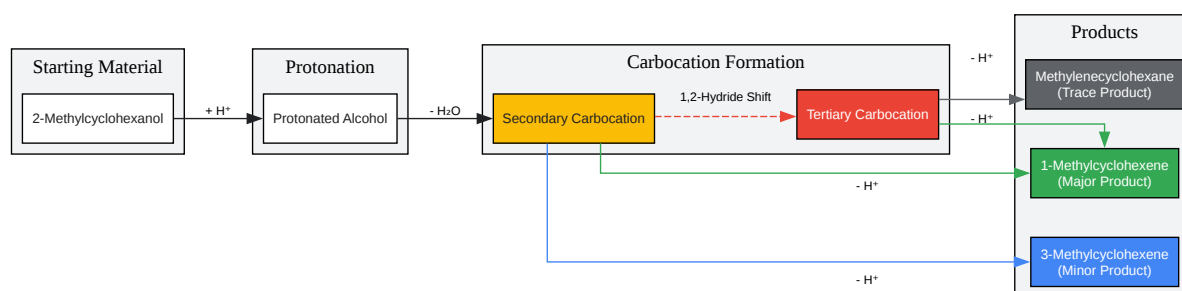 Starting Material
2-Methylcyclohexanol
+ H⁺
Protonation
Protonated Alcohol
- H₂O
Carbocation Formation
Secondary Carbocation
1,2-Hydride Shift
Tertiary Carbocation
- H⁺
- H⁺
- H⁺
- H⁺
Products
Methylenecyclohexane
(Trace Product)
1-Methylcyclohexene
(Major Product)
3-Methylcyclohexene
(Minor Product)